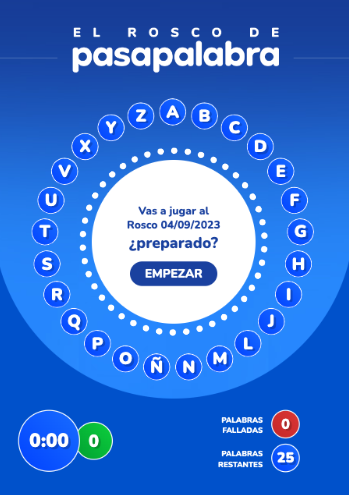 EL ROSCO DE
pasapalabra
A
B
C
D
E
F
G
H
I
J
L
M
N
Ñ
O
P
Q
R
S
T
U
V
X
Y
Z
Vas a jugar al
Rosco 04/09/2023
¿preparado?
EMPEZAR
0:00
0
PALABRAS
FALLADAS
0
PALABRAS
RESTANTES
25